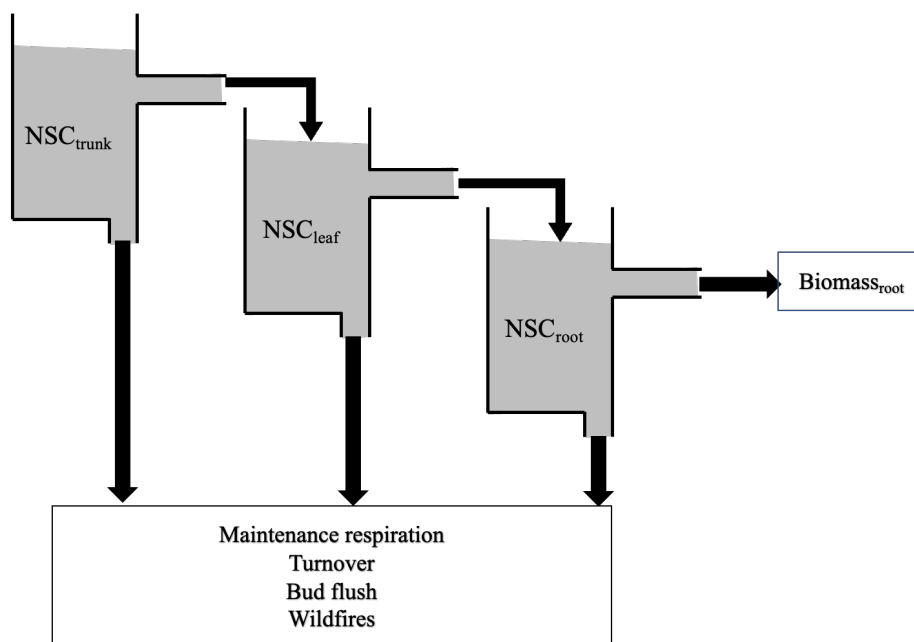 NSCtrunk
NSCleaf
NSCroot
Biomassroot
Maintenance respiration
Turnover
Bud flush
Wildfires